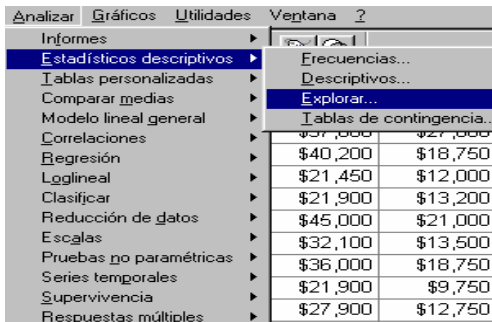 Analizar Gráficos Utilidades Ventana ?
Informes
Estadísticos descriptivos
Tablas personalizadas
Comparar medias
Modelo lineal general
Correlaciones
Regresión
Loglineal
Clasificar
Reducción de datos
Escalas
Pruebas no paramétricas
Series temporales
Supervivencia
Respuestas múltiples
Frecuencias...
Descriptivos...
Explorar...
Tablas de contingencia...
$40,200 $18,750
$21,450 $12,000
$21,900 $13,200
$45,000 $21,000
$32,100 $13,500
$36,000 $18,750
$21,900 $9,750
$27,900 $12,750